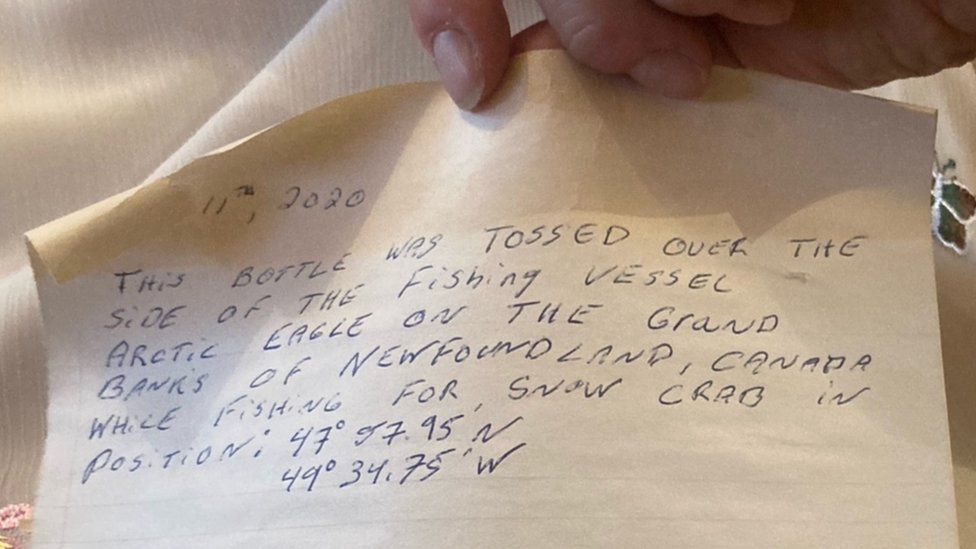 11TH, 2020
THIS BOTTLE WAS TOSSED OVER THE
SiDE OF THE FishiNg VESSEL
ARCTiC EAGLE ON THE GraND
BANKS OF NEWFOUNDLAND, CANADA
WHILE FiSHING FOR, SNOW CRAB iN
POSiTiON: 47° 57.95'N
49° 34.75'W